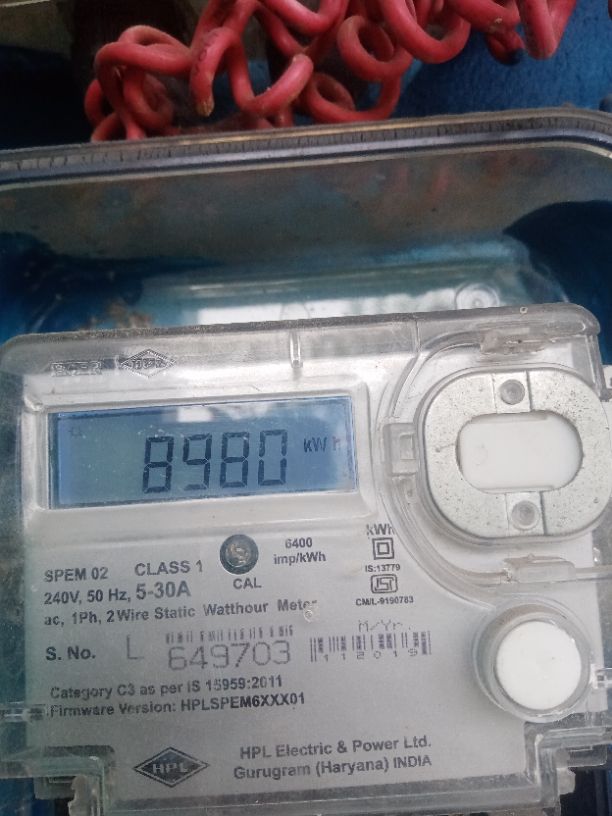 HPL
8980 kWh
6400
imp/kWh
kWh
IS:13779
CM/L-9190783
SPEM 02 CLASS 1
CAL
240V, 50 Hz, 5-30A
ac, 1Ph, 2 Wire Static Watthour Meter
M/Yr.
S. No. L 649703 112019
Category C3 as per IS 15959:2011
Firmware Version: HPLSPEM6XXX01
HPL
HPL Electric & Power Ltd.
Gurugram (Haryana) INDIA